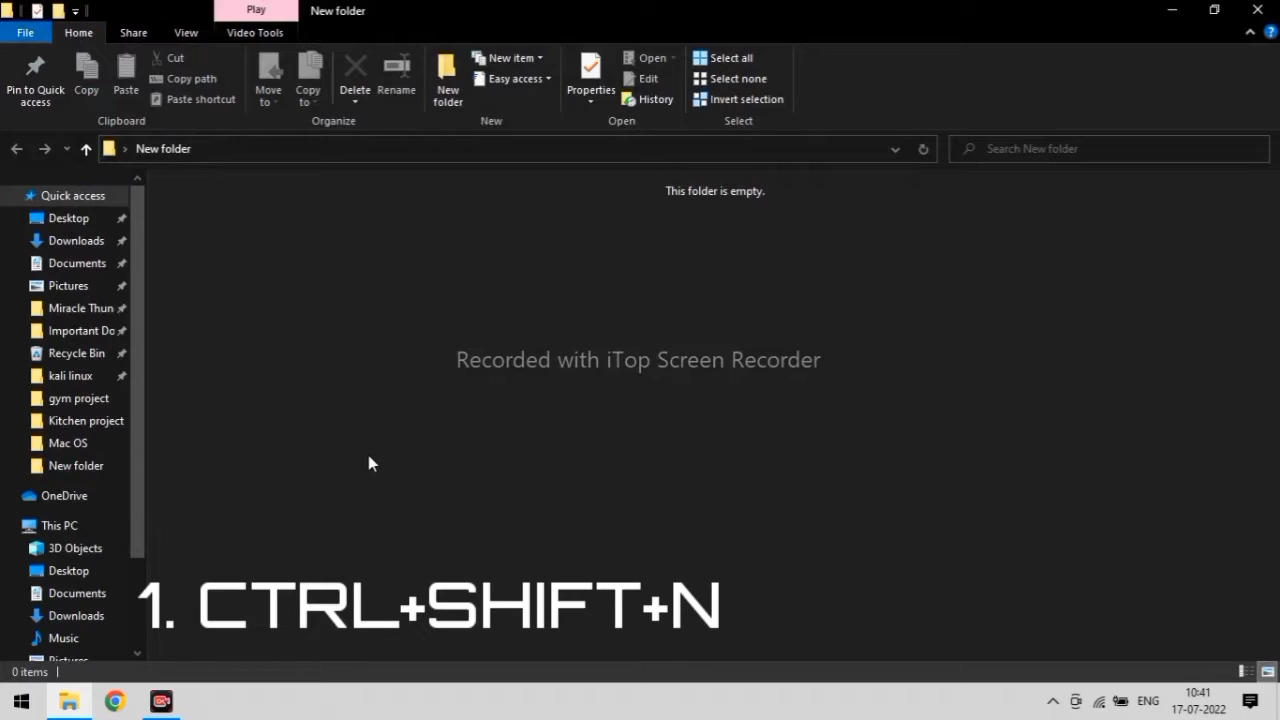 Play
New folder
File
Home
Share
View
Video Tools
Pin to Quick access
Copy
Paste
Cut
Copy path
Paste shortcut
Clipboard
Move to
Copy to
Delete
Rename
Organize
New folder
New item
Easy access
New
Properties
Open
Edit
History
Open
Select all
Select none
Invert selection
Select
New folder
Search New folder
This folder is empty.
Quick access
Desktop
Downloads
Documents
Pictures
Miracle Thun
Important Do
Recycle Bin
kali linux
gym project
Kitchen project
Mac OS
New folder
OneDrive
This PC
3D Objects
Desktop
Documents
Downloads
Music
Pictures
Recorded with iTop Screen Recorder
1. CTRL+SHIFT+N
0 items
ENG
10:41
17-07-2022